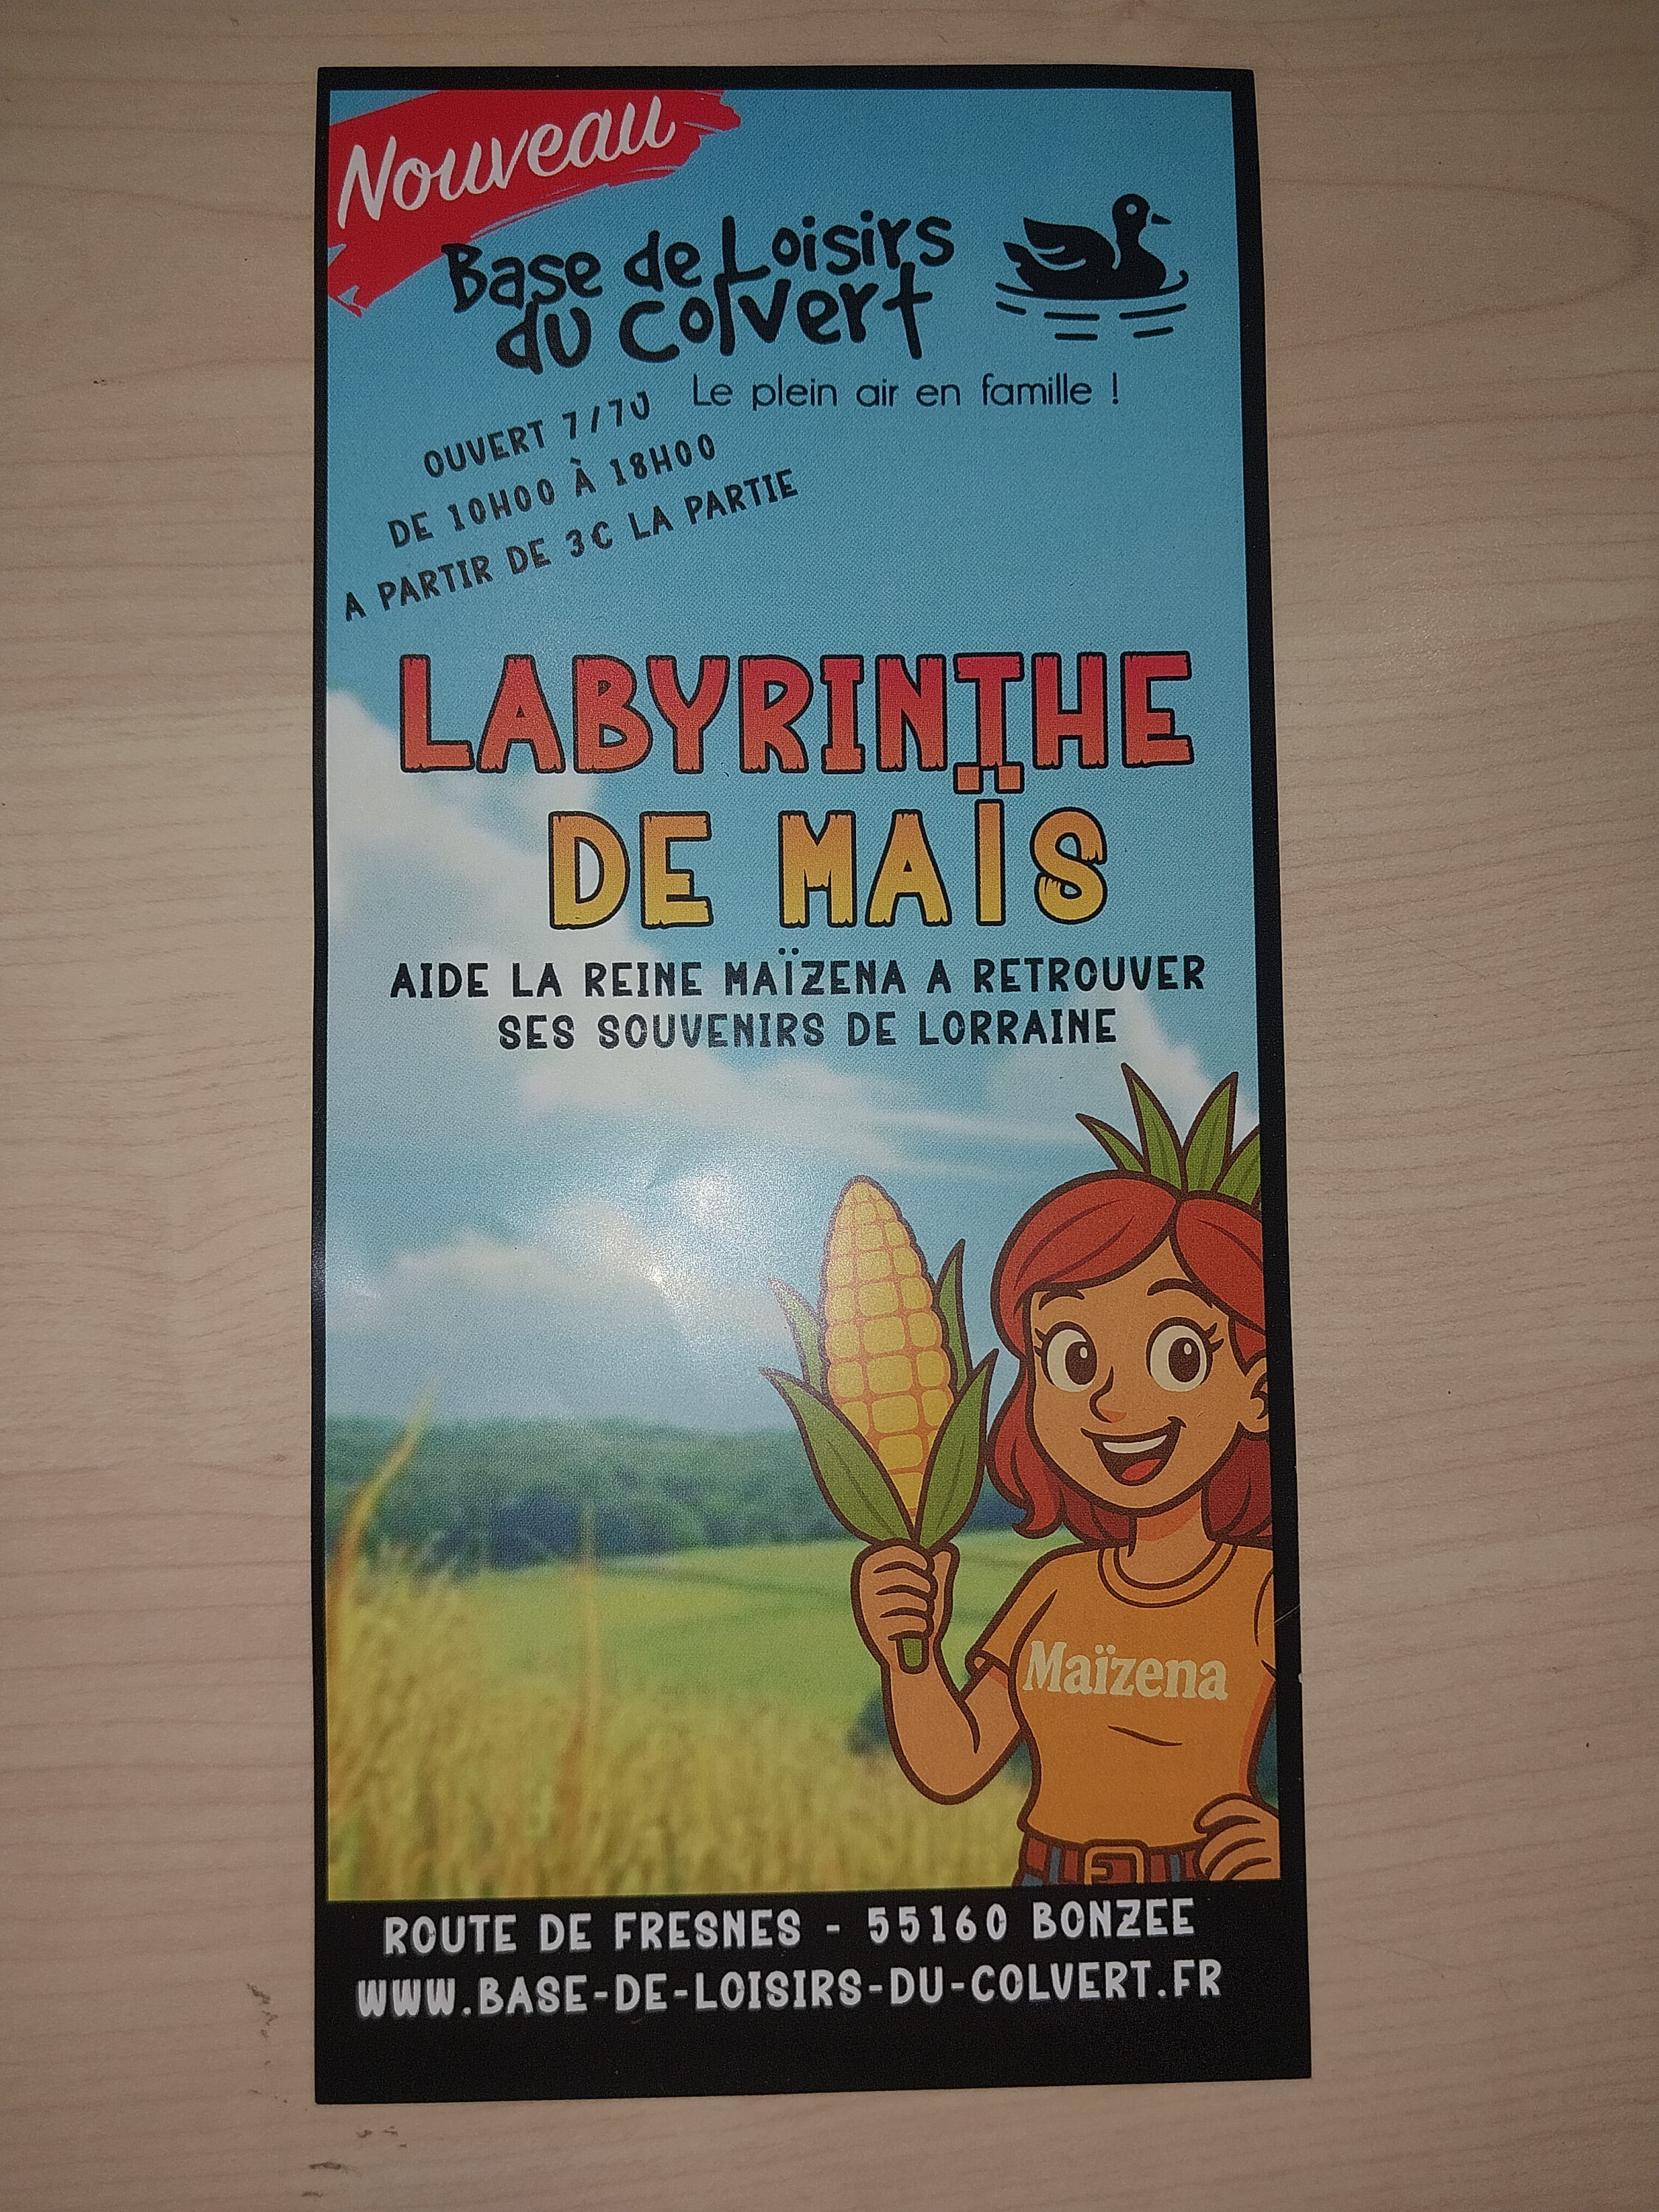 Nouveau
Base de Loisirs
du Colvert
Le plein air en famille !
OUVERT 7/7J
DE 10H00 À 18H00
A PARTIR DE 3€ LA PARTIE
LABYRINTHE
DE MAÏS
AIDE LA REINE MAÏZENA A RETROUVER
SES SOUVENIRS DE LORRAINE
Maïzena
ROUTE DE FRESNES - 55160 BONZEE
WWW.BASE-DE-LOISIRS-DU-COLVERT.FR